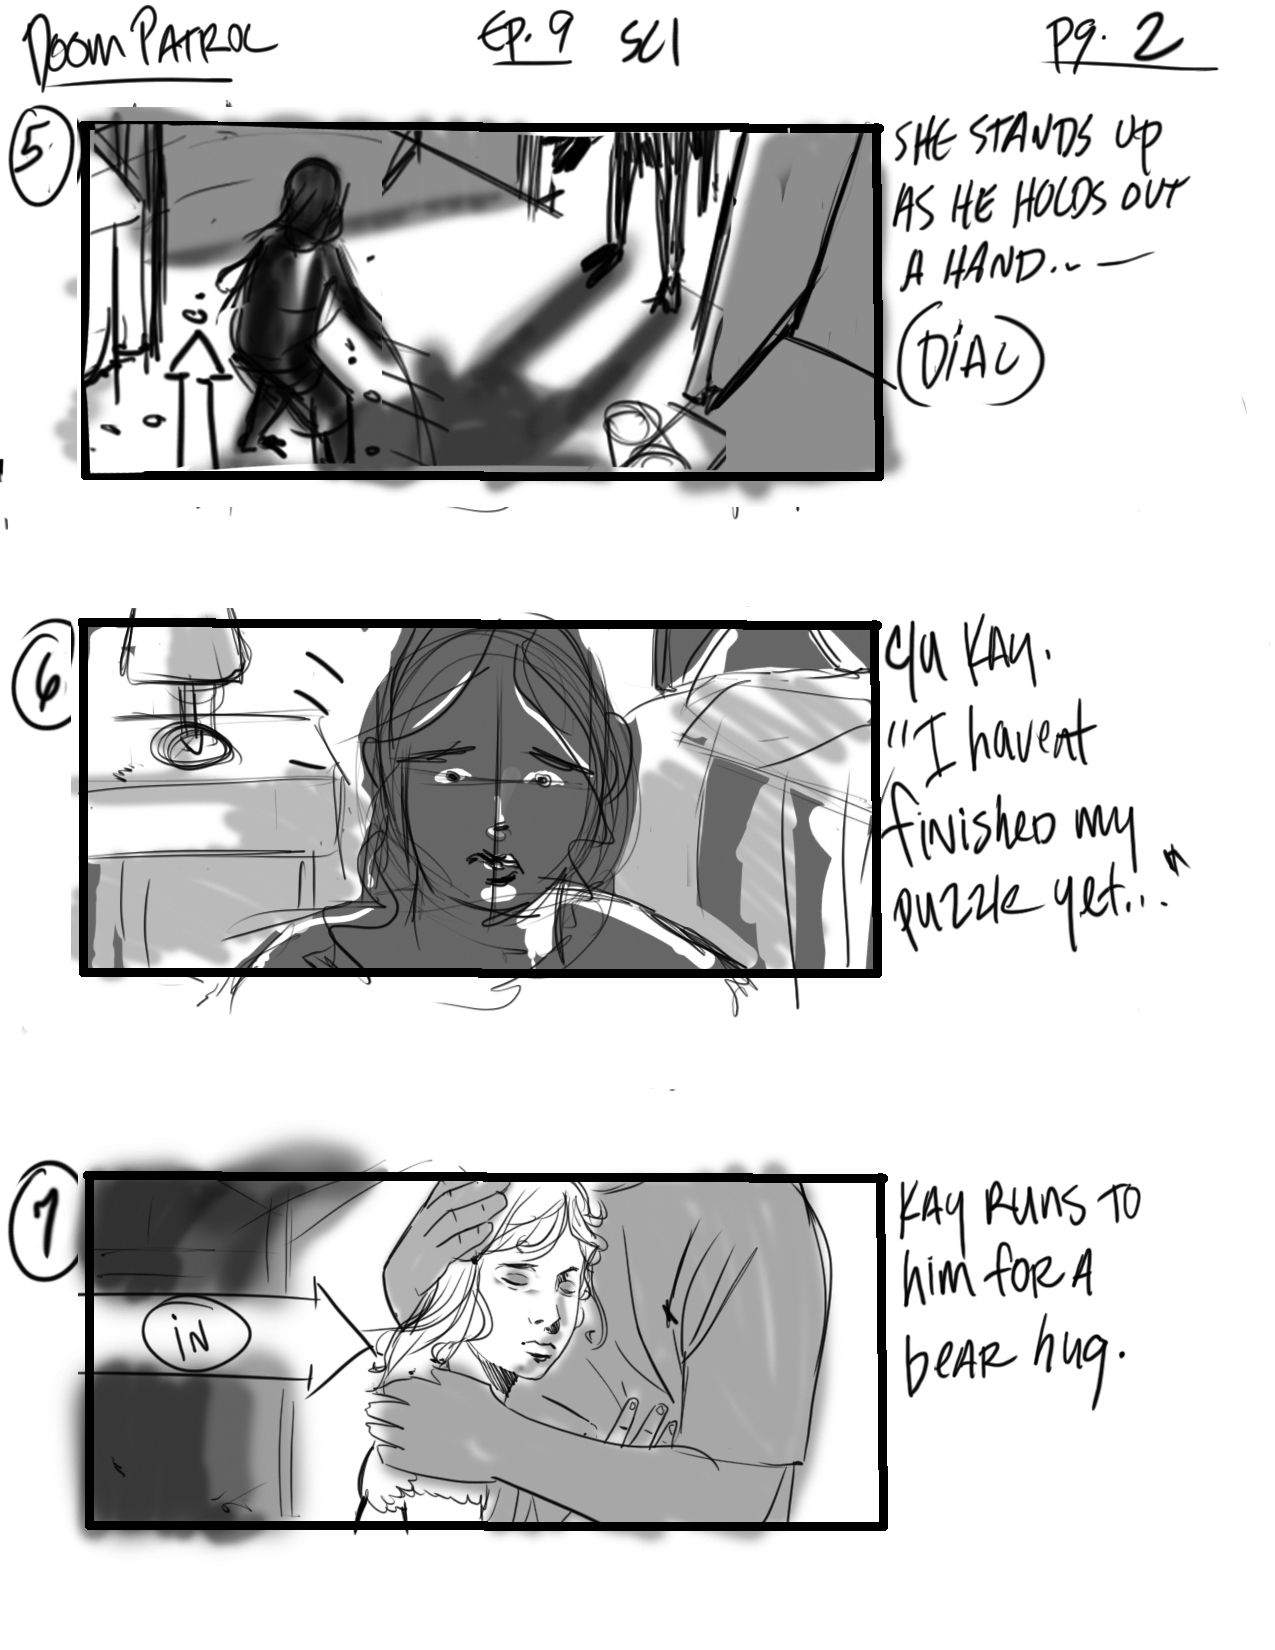 DOOM PATROL EP. 9 SC1 PG. 2
5
SHE STANDS UP
AS HE HOLDS OUT
A HAND.. —
DIAL
6
C/U KAY.
"I havent
finished my
puzzle yet..."
7
KAY RUNS TO
him FOR A
bEAR hug.
IN